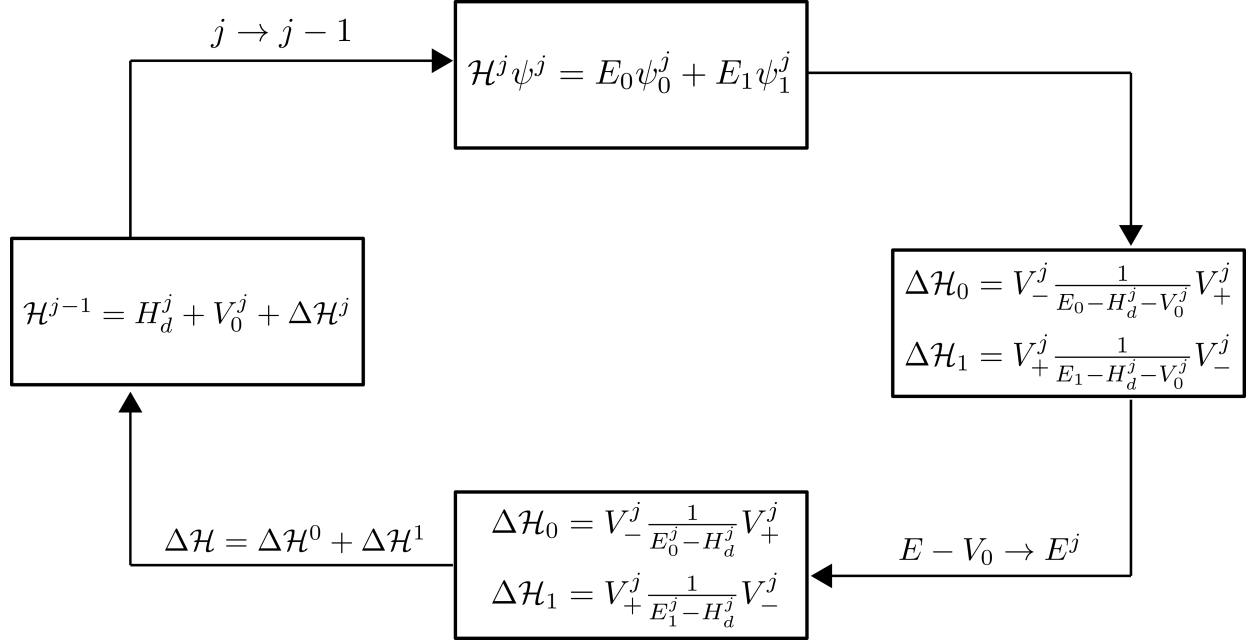 j → j − 1
ℋ^j ψ^j = E_0 ψ_0^j + E_1 ψ_1^j
Δℋ_0 = V_−^j \frac{1}{E_0−H_d^j−V_0^j} V_+^j
Δℋ_1 = V_+^j \frac{1}{E_1−H_d^j−V_0^j} V_−^j
E − V_0 → E^j
Δℋ_0 = V_−^j \frac{1}{E_0^j−H_d^j} V_+^j
Δℋ_1 = V_+^j \frac{1}{E_1^j−H_d^j} V_−^j
Δℋ = Δℋ^0 + Δℋ^1
ℋ^{j−1} = H_d^j + V_0^j + Δℋ^j